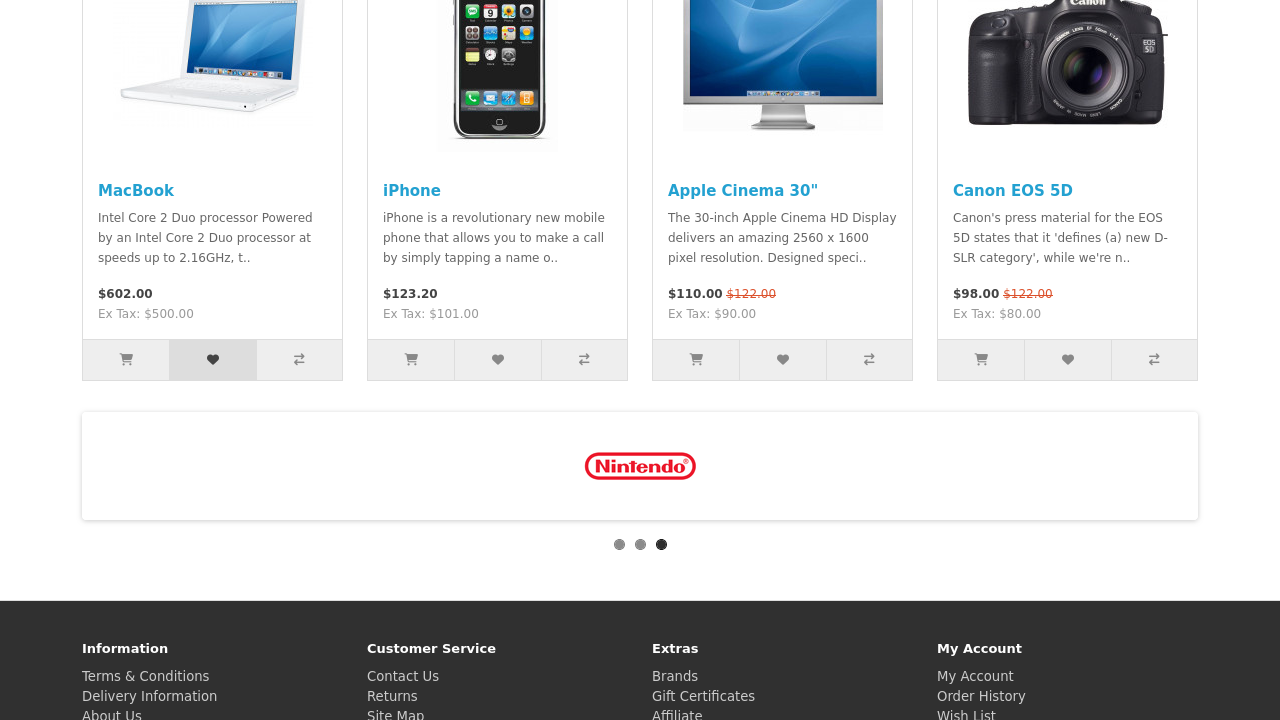 Canon
EOS
5D
MacBook
Intel Core 2 Duo processor Powered
by an Intel Core 2 Duo processor at
speeds up to 2.16GHz, t..
$602.00
Ex Tax: $500.00
iPhone
iPhone is a revolutionary new mobile
phone that allows you to make a call
by simply tapping a name o..
$123.20
Ex Tax: $101.00
Apple Cinema 30"
The 30-inch Apple Cinema HD Display
delivers an amazing 2560 x 1600
pixel resolution. Designed speci..
$110.00 $122.00
Ex Tax: $90.00
Canon EOS 5D
Canon's press material for the EOS
5D states that it 'defines (a) new D-
SLR category', while we're n..
$98.00 $122.00
Ex Tax: $80.00
Nintendo®
Information
Terms & Conditions
Delivery Information
About Us
Customer Service
Contact Us
Returns
Site Map
Extras
Brands
Gift Certificates
Affiliate
My Account
My Account
Order History
Wish List